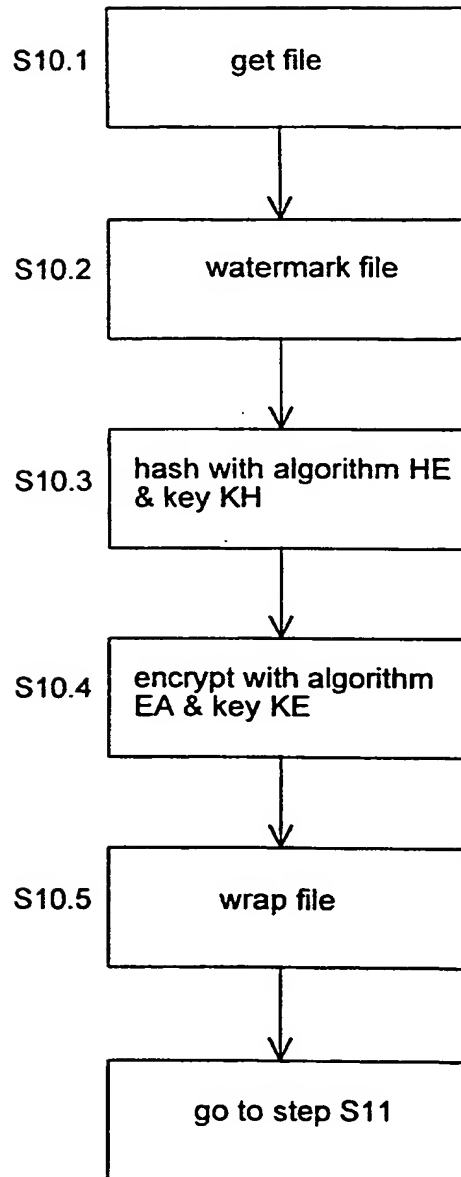 S10.1
get file
S10.2
watermark file
S10.3
hash with algorithm HE
& key KH
S10.4
encrypt with algorithm
EA & key KE
S10.5
wrap file
go to step S11